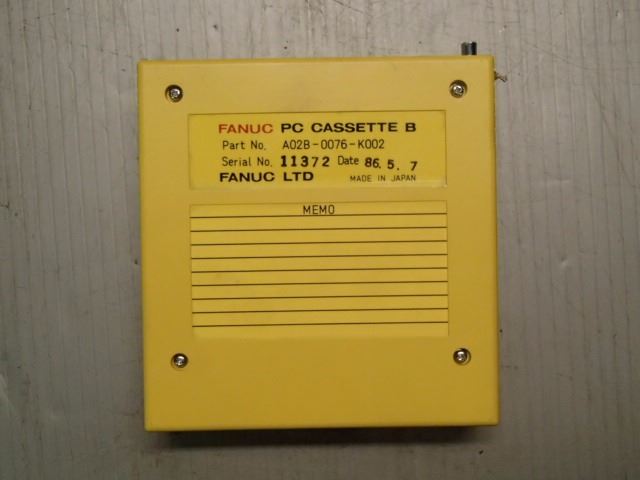 FANUC PC CASSETTE B
Part No. A02B-0076-K002
Serial No. 11372 Date 86.5.7
FANUC LTD MADE IN JAPAN
MEMO